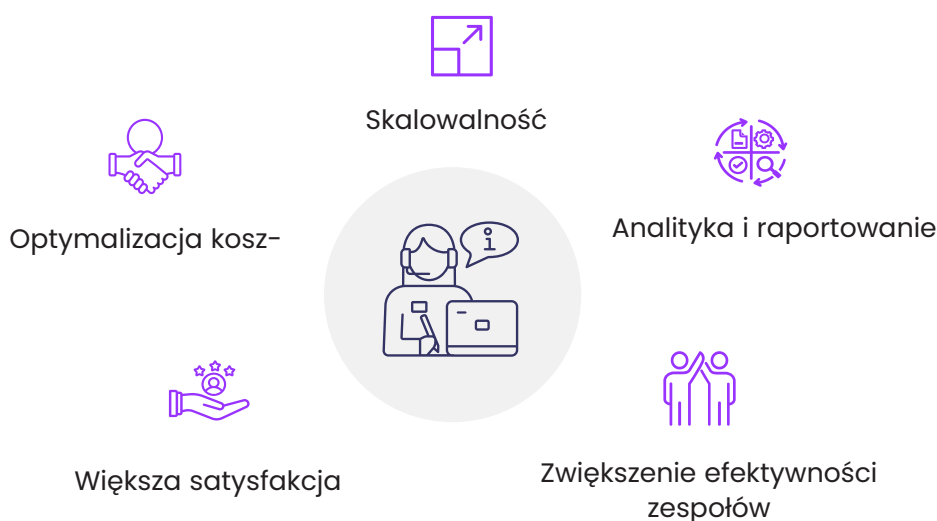 Skalowalność
Optymalizacja kosz-
Analityka i raportowanie
Większa satysfakcja
Zwiększenie efektywności
zespołów